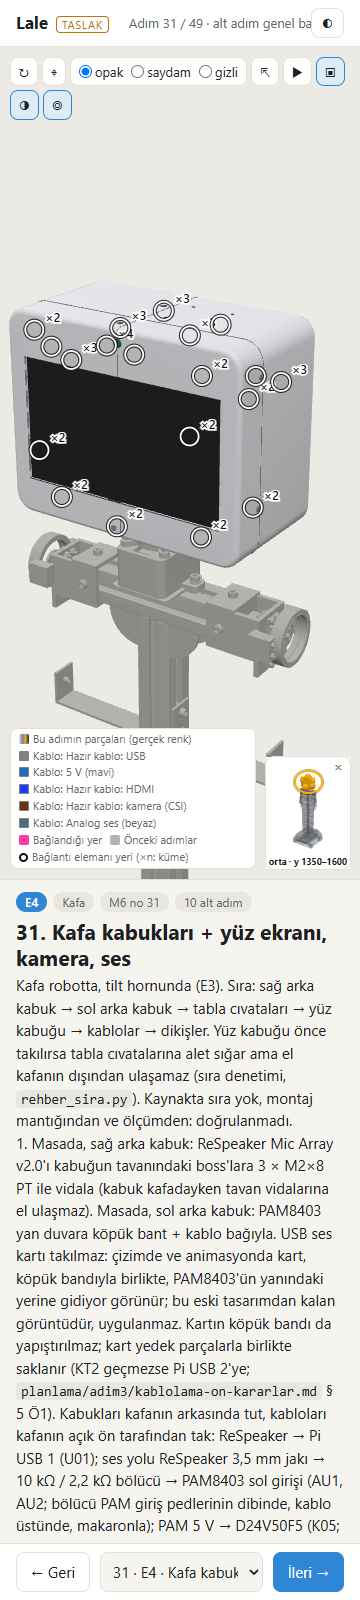 Lale TASLAK Adım 31 / 49 · alt adım genel ba
opak saydam gizli
×2
×3
×3
×4
×2
×3
×2
×2
×2
×2
×2
×2
×2
Bu adımın parçaları (gerçek renk)
Kablo: Hazır kablo: USB
Kablo: 5 V (mavi)
Kablo: Hazır kablo: HDMI
Kablo: Hazır kablo: kamera (CSI)
Kablo: Analog ses (beyaz)
Bağlandığı yer Önceki adımlar
Bağlantı elemanı yeri (×n: küme)
orta · y 1350–1600
E4 Kafa M6 no 31 10 alt adım
31. Kafa kabukları + yüz ekranı,
kamera, ses
Kafa robotta, tilt hornunda (E3). Sıra: sağ arka
kabuk → sol arka kabuk → tabla cıvataları → yüz
kabuğu → kablolar → dikişler. Yüz kabuğu önce
takılırsa tabla cıvatalarına alet sığar ama el
kafanın dışından ulaşamaz (sıra denetimi,
rehber_sira.py ). Kaynakta sıra yok, montaj
mantığından ve ölçümden: doğrulanmadı.
1. Masada, sağ arka kabuk: ReSpeaker Mic Array
v2.0'ı kabuğun tavanındaki boss'lara 3 × M2×8
PT ile vidala (kabuk kafadayken tavan vidalarına
el ulaşmaz). Masada, sol arka kabuk: PAM8403
yan duvara köpük bant + kablo bağıyla. USB ses
kartı takılmaz: çizimde ve animasyonda kart,
köpük bandıyla birlikte, PAM8403'ün yanındaki
yerine gidiyor görünür; bu eski tasarımdan kalan
görüntüdür, uygulanmaz. Kartın köpük bandı da
yapıştırılmaz; kart yedek parçalarla birlikte
saklanır (KT2 geçmezse Pi USB 2'ye;
planlama/adim3/kablolama-on-kararlar.md §
5 Ö1). Kabukları kafanın arkasında tut, kabloları
kafanın açık ön tarafından tak: ReSpeaker → Pi
USB 1 (U01); ses yolu ReSpeaker 3,5 mm jakı →
10 kΩ / 2,2 kΩ bölücü → PAM8403 sol girişi (AU1,
AU2; bölücü PAM giriş pedlerinin dibinde, kablo
üstünde, makaronla); PAM 5 V → D24V50F5 (K05;
← Geri 31 · E4 · Kafa kabuk İleri →